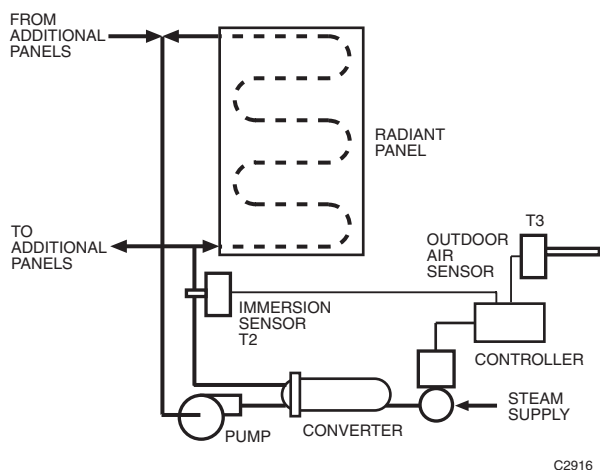 FROM
ADDITIONAL
PANELS
RADIANT
PANEL
TO
ADDITIONAL
PANELS
T3
OUTDOOR
AIR
SENSOR
IMMERSION
SENSOR
T2
CONTROLLER
STEAM
SUPPLY
PUMP
CONVERTER
C2916